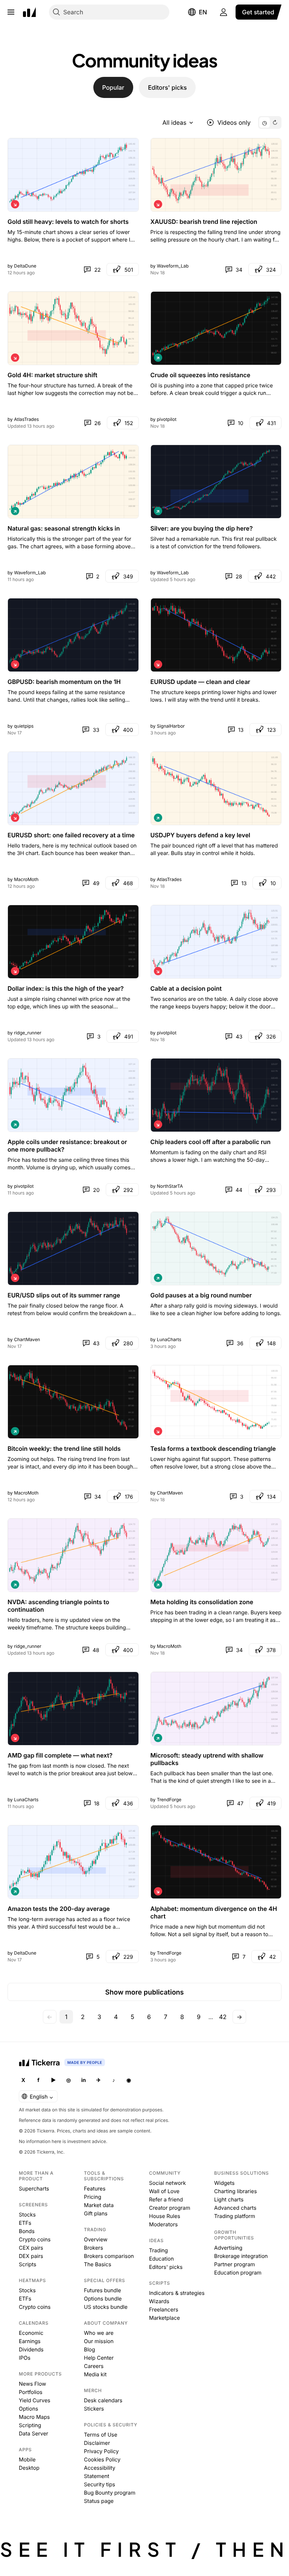 Search
EN
Get started
Community ideas
Popular
Editors' picks
All ideas
Videos only
Gold still heavy: levels to watch for shorts
My 15-minute chart shows a clear series of lower
highs. Below, there is a pocket of support where I...
by DeltaDune
12 hours ago
22
501
XAUUSD: bearish trend line rejection
Price is respecting the falling trend line under strong
selling pressure on the hourly chart. I am waiting f...
by Waveform_Lab
Nov 16
34
324
Gold 4H: market structure shift
The four-hour structure has turned. A break of the
last higher low suggests the correction may not be...
by AtlasTrades
Updated 13 hours ago
26
152
Crude oil squeezes into resistance
Oil is pushing into a zone that capped price twice
before. A clean break could trigger a quick run...
by pivotpilot
Nov 18
10
431
Natural gas: seasonal strength kicks in
Historically this is the stronger part of the year for
gas. The chart agrees, with a base forming above...
by Waveform_Lab
11 hours ago
2
349
Silver: are you buying the dip here?
Silver had a remarkable run. This first real pullback
is a test of conviction for trend followers.
by Waveform_Lab
Updated 5 hours ago
28
442
GBPUSD: bearish momentum on the 1H
The pound keeps failing at the same resistance
band. Until that changes, rallies look like selling...
by quietpips
Nov 17
33
400
EURUSD update — clean and clear
The structure keeps printing lower highs and lower
lows. I will stay with the trend until it breaks.
by SignalHarbor
3 hours ago
13
123
EURUSD short: one failed recovery at a time
Hello traders, here is my technical outlook based on
the 3H chart. Each bounce has been weaker than...
by MacroMoth
12 hours ago
49
468
USDJPY buyers defend a key level
The pair bounced right off a level that has mattered
all year. Bulls stay in control while it holds.
by AtlasTrades
Nov 18
13
10
Dollar index: is this the high of the year?
Just a simple rising channel with price now at the
top edge, which lines up with the seasonal...
by ridge_runner
Updated 13 hours ago
3
491
Cable at a decision point
Two scenarios on the table. A daily close above
the range keeps buyers happy; below it the door...
by pivotpilot
Nov 16
43
326
Apple coils under resistance: breakout or
one more pullback?
Price has tested the same ceiling three times this
month. Volume is drying up, which usually comes...
by pivotpilot
11 hours ago
20
292
Chip leaders cool off after a parabolic run
Momentum is fading on the daily chart and RSI
shows a lower high. I am watching the 50-day...
by NorthStarTA
Updated 5 hours ago
44
293
EUR/USD slips out of its summer range
The pair finally closed below the range floor. A
retest from below would confirm the breakdown a...
by ChartMaven
Nov 17
43
280
Gold pauses at a big round number
After a sharp rally gold is moving sideways. I would
like to see a clean higher low before adding to longs.
by LunaCharts
3 hours ago
36
148
Bitcoin weekly: the trend line still holds
Zooming out helps. The rising trend line from last
year is intact, and every dip into it has been bough...
by MacroMoth
12 hours ago
34
176
Tesla forms a textbook descending triangle
Lower highs against flat support. These patterns
often resolve lower, but a strong close above the...
by ChartMaven
Nov 18
3
134
NVDA: ascending triangle points to
continuation
Hello traders, here is my updated view on the
weekly timeframe. The structure keeps building...
by ridge_runner
Updated 13 hours ago
48
400
Meta holding its consolidation zone
Price has been trading in a clean range. Buyers keep
stepping in at the lower edge, so I am treating it as...
by MacroMoth
Nov 16
34
378
AMD gap fill complete — what next?
The gap from last month is now closed. The next
level to watch is the prior breakout area just below...
by LunaCharts
11 hours ago
18
436
Microsoft: steady uptrend with shallow
pullbacks
Each pullback has been smaller than the last one.
That is the kind of quiet strength I like to see in a...
by TrendForge
Updated 5 hours ago
47
419
Amazon tests the 200-day average
The long-term average has acted as a floor twice
this year. A third successful test would be a...
by DeltaDune
Nov 17
5
229
Alphabet: momentum divergence on the 4H
chart
Price made a new high but momentum did not
follow. Not a sell signal by itself, but a reason to...
by TrendForge
3 hours ago
7
42
Show more publications
1 2 3 4 5 6 7 8 9 ... 42
Tickerra
MADE BY PEOPLE
English
All market data on this site is simulated for demonstration purposes.
Reference data is randomly generated and does not reflect real prices.
© 2026 Tickerra. Prices, charts and ideas are sample content.
No information here is investment advice.
© 2026 Tickerra, Inc.
MORE THAN A
PRODUCT
Supercharts
SCREENERS
Stocks
ETFs
Bonds
Crypto coins
CEX pairs
DEX pairs
Scripts
HEATMAPS
Stocks
ETFs
Crypto coins
CALENDARS
Economic
Earnings
Dividends
IPOs
MORE PRODUCTS
News Flow
Portfolios
Yield Curves
Options
Macro Maps
Scripting
Data Server
APPS
Mobile
Desktop
TOOLS &
SUBSCRIPTIONS
Features
Pricing
Market data
Gift plans
TRADING
Overview
Brokers
Brokers comparison
The Basics
SPECIAL OFFERS
Futures bundle
Options bundle
US stocks bundle
ABOUT COMPANY
Who we are
Our mission
Blog
Help Center
Careers
Media kit
MERCH
Desk calendars
Stickers
POLICIES & SECURITY
Terms of Use
Disclaimer
Privacy Policy
Cookies Policy
Accessibility
Statement
Security tips
Bug Bounty program
Status page
COMMUNITY
Social network
Wall of Love
Refer a friend
Creator program
House Rules
Moderators
IDEAS
Trading
Education
Editors' picks
SCRIPTS
Indicators & strategies
Wizards
Freelancers
Marketplace
BUSINESS SOLUTIONS
Widgets
Charting libraries
Light charts
Advanced charts
Trading platform
GROWTH
OPPORTUNITIES
Advertising
Brokerage integration
Partner program
Education program
SEE IT FIRST / THEN